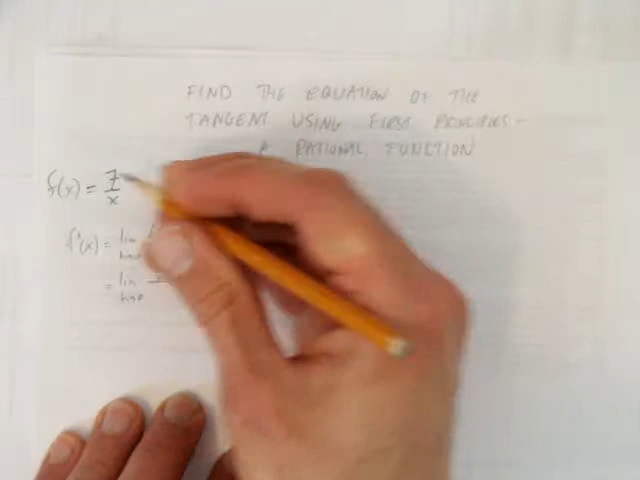 FIND THE EQUATION OF THE
TANGENT USING FIRST PRINCIPLES -
A RATIONAL FUNCTION
f(x) = 7/x
f'(x) = lim h→0
= lim h→0